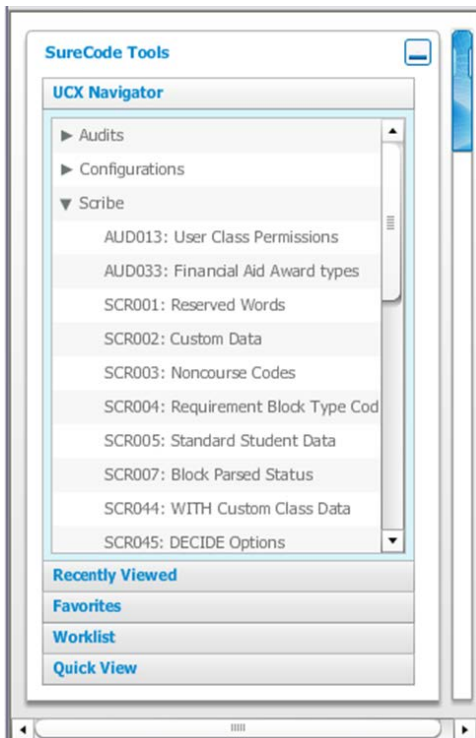 SureCode Tools
UCX Navigator
Audits
Configurations
Scribe
AUD013: User Class Permissions
AUD033: Financial Aid Award types
SCR001: Reserved Words
SCR002: Custom Data
SCR003: Noncourse Codes
SCR004: Requirement Block Type Cod
SCR005: Standard Student Data
SCR007: Block Parsed Status
SCR044: WITH Custom Class Data
SCR045: DECIDE Options
Recently Viewed
Favorites
Worklist
Quick View